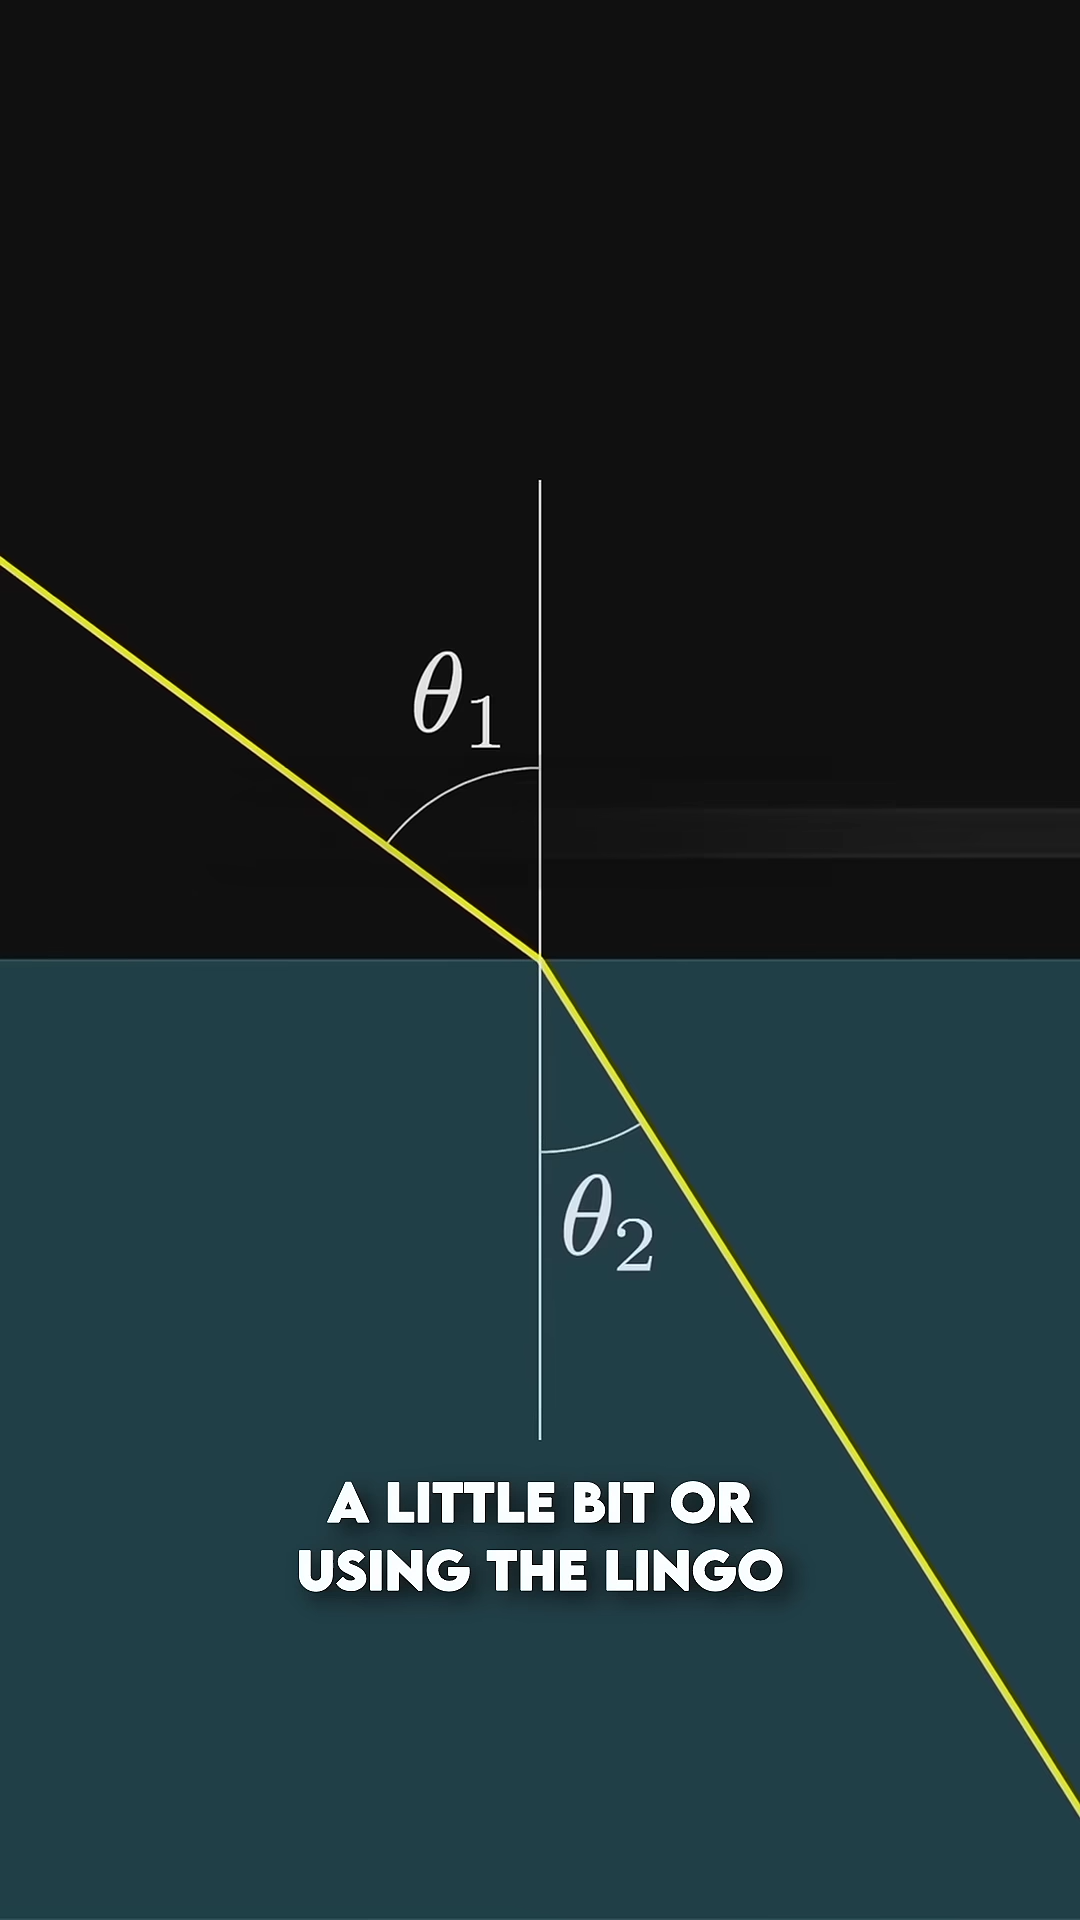 θ₁
θ₂
A LITTLE BIT OR
USING THE LINGO